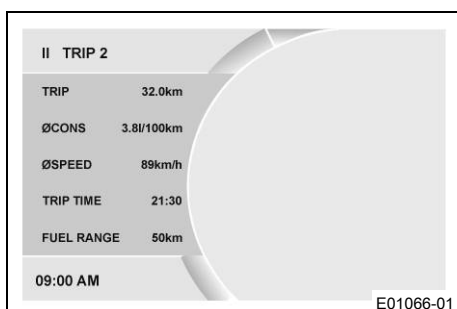 II TRIP 2
TRIP 32.0km
ØCONS 3.8l/100km
ØSPEED 89km/h
TRIP TIME 21:30
FUEL RANGE 50km
09:00 AM
E01066-01